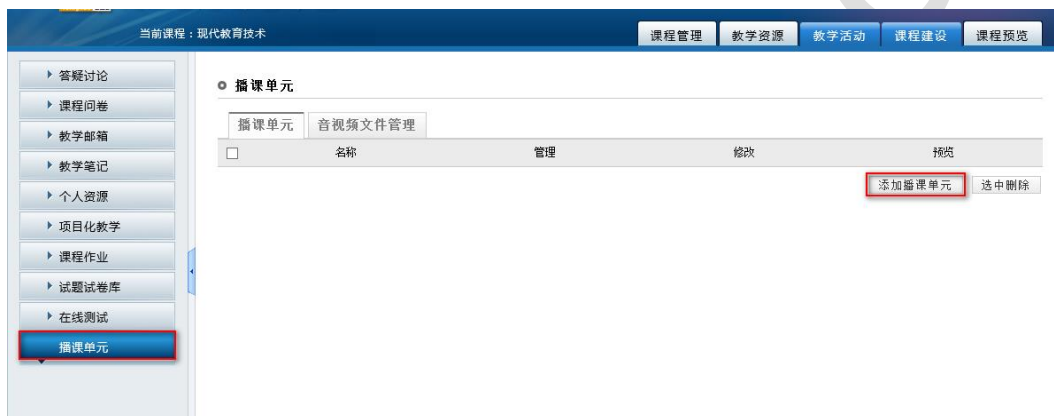 当前课程：现代教育技术
课程管理 教学资源 教学活动 课程建设 课程预览
答疑讨论
课程问卷
教学邮箱
教学笔记
个人资源
项目化教学
课程作业
试题试卷库
在线测试
播课单元
播课单元
播课单元 音视频文件管理
名称 管理 修改 预览
添加播课单元 选中删除